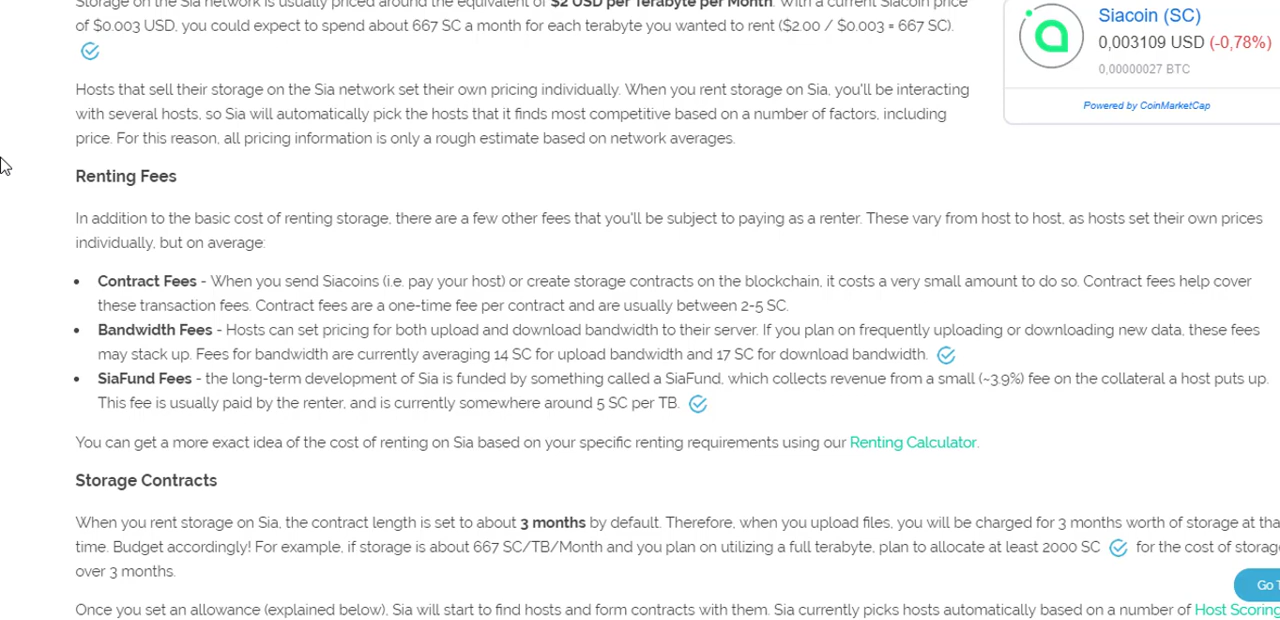 Storage on the Sia network is usually priced around the equivalent of $2 USD per Terabyte per Month. With a current Siacoin price
of $0.003 USD, you could expect to spend about 667 SC a month for each terabyte you wanted to rent ($2.00 / $0.003 = 667 SC).
Siacoin (SC)
0,003109 USD (-0,78%)
0,00000027 BTC
Powered by CoinMarketCap
Hosts that sell their storage on the Sia network set their own pricing individually. When you rent storage on Sia, you'll be interacting
with several hosts, so Sia will automatically pick the hosts that it finds most competitive based on a number of factors, including
price. For this reason, all pricing information is only a rough estimate based on network averages.
Renting Fees
In addition to the basic cost of renting storage, there are a few other fees that you'll be subject to paying as a renter. These vary from host to host, as hosts set their own prices
individually, but on average:
• Contract Fees - When you send Siacoins (i.e. pay your host) or create storage contracts on the blockchain, it costs a very small amount to do so. Contract fees help cover
these transaction fees. Contract fees are a one-time fee per contract and are usually between 2-5 SC.
• Bandwidth Fees - Hosts can set pricing for both upload and download bandwidth to their server. If you plan on frequently uploading or downloading new data, these fees
may stack up. Fees for bandwidth are currently averaging 14 SC for upload bandwidth and 17 SC for download bandwidth.
• SiaFund Fees - the long-term development of Sia is funded by something called a SiaFund, which collects revenue from a small (~3.9%) fee on the collateral a host puts up.
This fee is usually paid by the renter, and is currently somewhere around 5 SC per TB.
You can get a more exact idea of the cost of renting on Sia based on your specific renting requirements using our Renting Calculator.
Storage Contracts
When you rent storage on Sia, the contract length is set to about 3 months by default. Therefore, when you upload files, you will be charged for 3 months worth of storage at tha
time. Budget accordingly! For example, if storage is about 667 SC/TB/Month and you plan on utilizing a full terabyte, plan to allocate at least 2000 SC for the cost of storage
over 3 months.
Go T
Once you set an allowance (explained below), Sia will start to find hosts and form contracts with them. Sia currently picks hosts automatically based on a number of Host Scoring